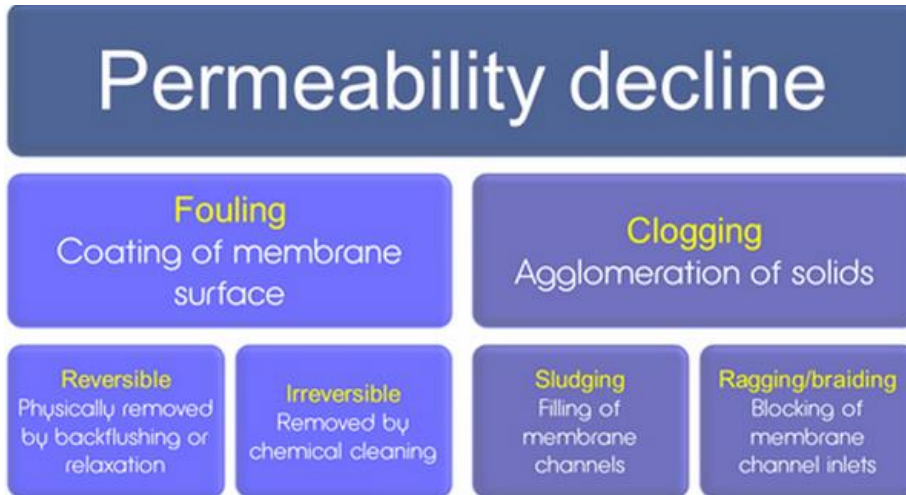 Permeability decline
Fouling
Coating of membrane
surface
Clogging
Agglomeration of solids
Reversible
Physically removed
by backflushing or
relaxation
Irreversible
Removed by
chemical cleaning
Sludging
Filling of
membrane
channels
Ragging/braiding
Blocking of
membrane
channel inlets